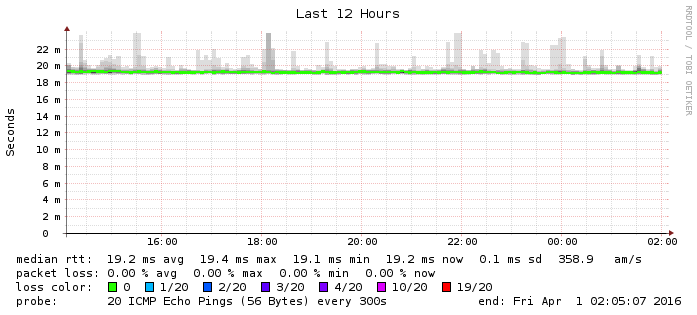 Last 12 Hours
RRDTOOL / TOBI OETIKER
Seconds
22 m
20 m
18 m
16 m
14 m
12 m
10 m
8 m
6 m
4 m
2 m
0
16:00 18:00 20:00 22:00 00:00 02:00
median rtt: 19.2 ms avg 19.4 ms max 19.1 ms min 19.2 ms now 0.1 ms sd 358.9 am/s
packet loss: 0.00 % avg 0.00 % max 0.00 % min 0.00 % now
loss color: 0 1/20 2/20 3/20 4/20 10/20 19/20
probe: 20 ICMP Echo Pings (56 Bytes) every 300s end: Fri Apr 1 02:05:07 2016